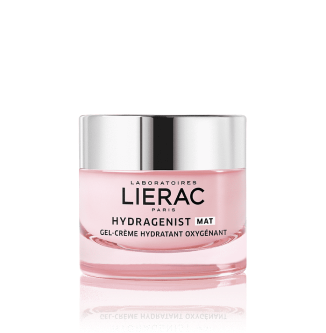 LABORATOIRES
LIERAC
PARIS
HYDRAGENIST MAT
GEL-CRÈME HYDRATANT OXYGÉNANT